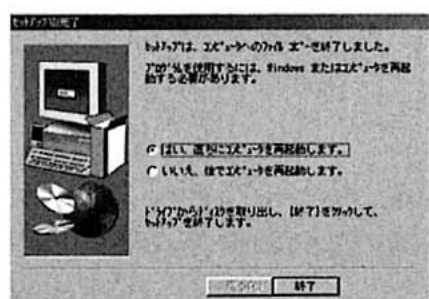 セットアップの完了
セットアップは、コンピュータへのファイル コピーを終了しました。
プログラムを使用するには、Windows またはコンピュータを再起
動する必要があります。
はい、直ちにコンピュータを再起動します。
いいえ、後でコンピュータを再起動します。
ドライブからディスクを取り出し、[終了] をクリックして、
セットアップを終了します。
終了